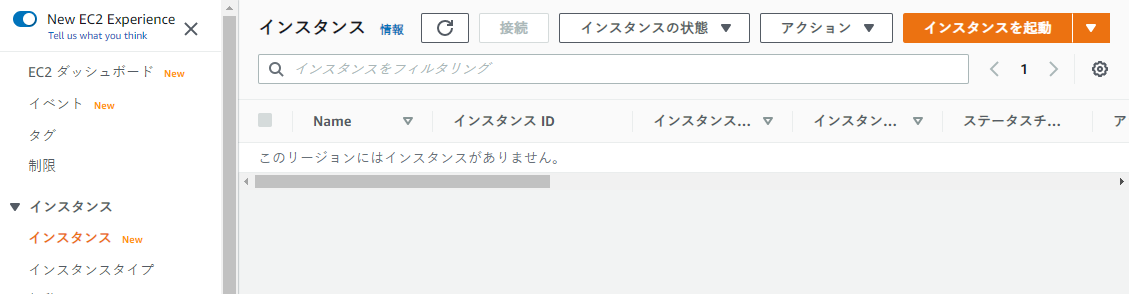 New EC2 Experience
Tell us what you think
EC2 ダッシュボード New
イベント New
タグ
制限
インスタンス
インスタンス New
インスタンスタイプ
インスタンス 情報 接続 インスタンスの状態 アクション インスタンスを起動
インスタンスをフィルタリング
1
Name インスタンス ID インスタンス... インスタン... ステータスチ... ア
このリージョンにはインスタンスがありません。